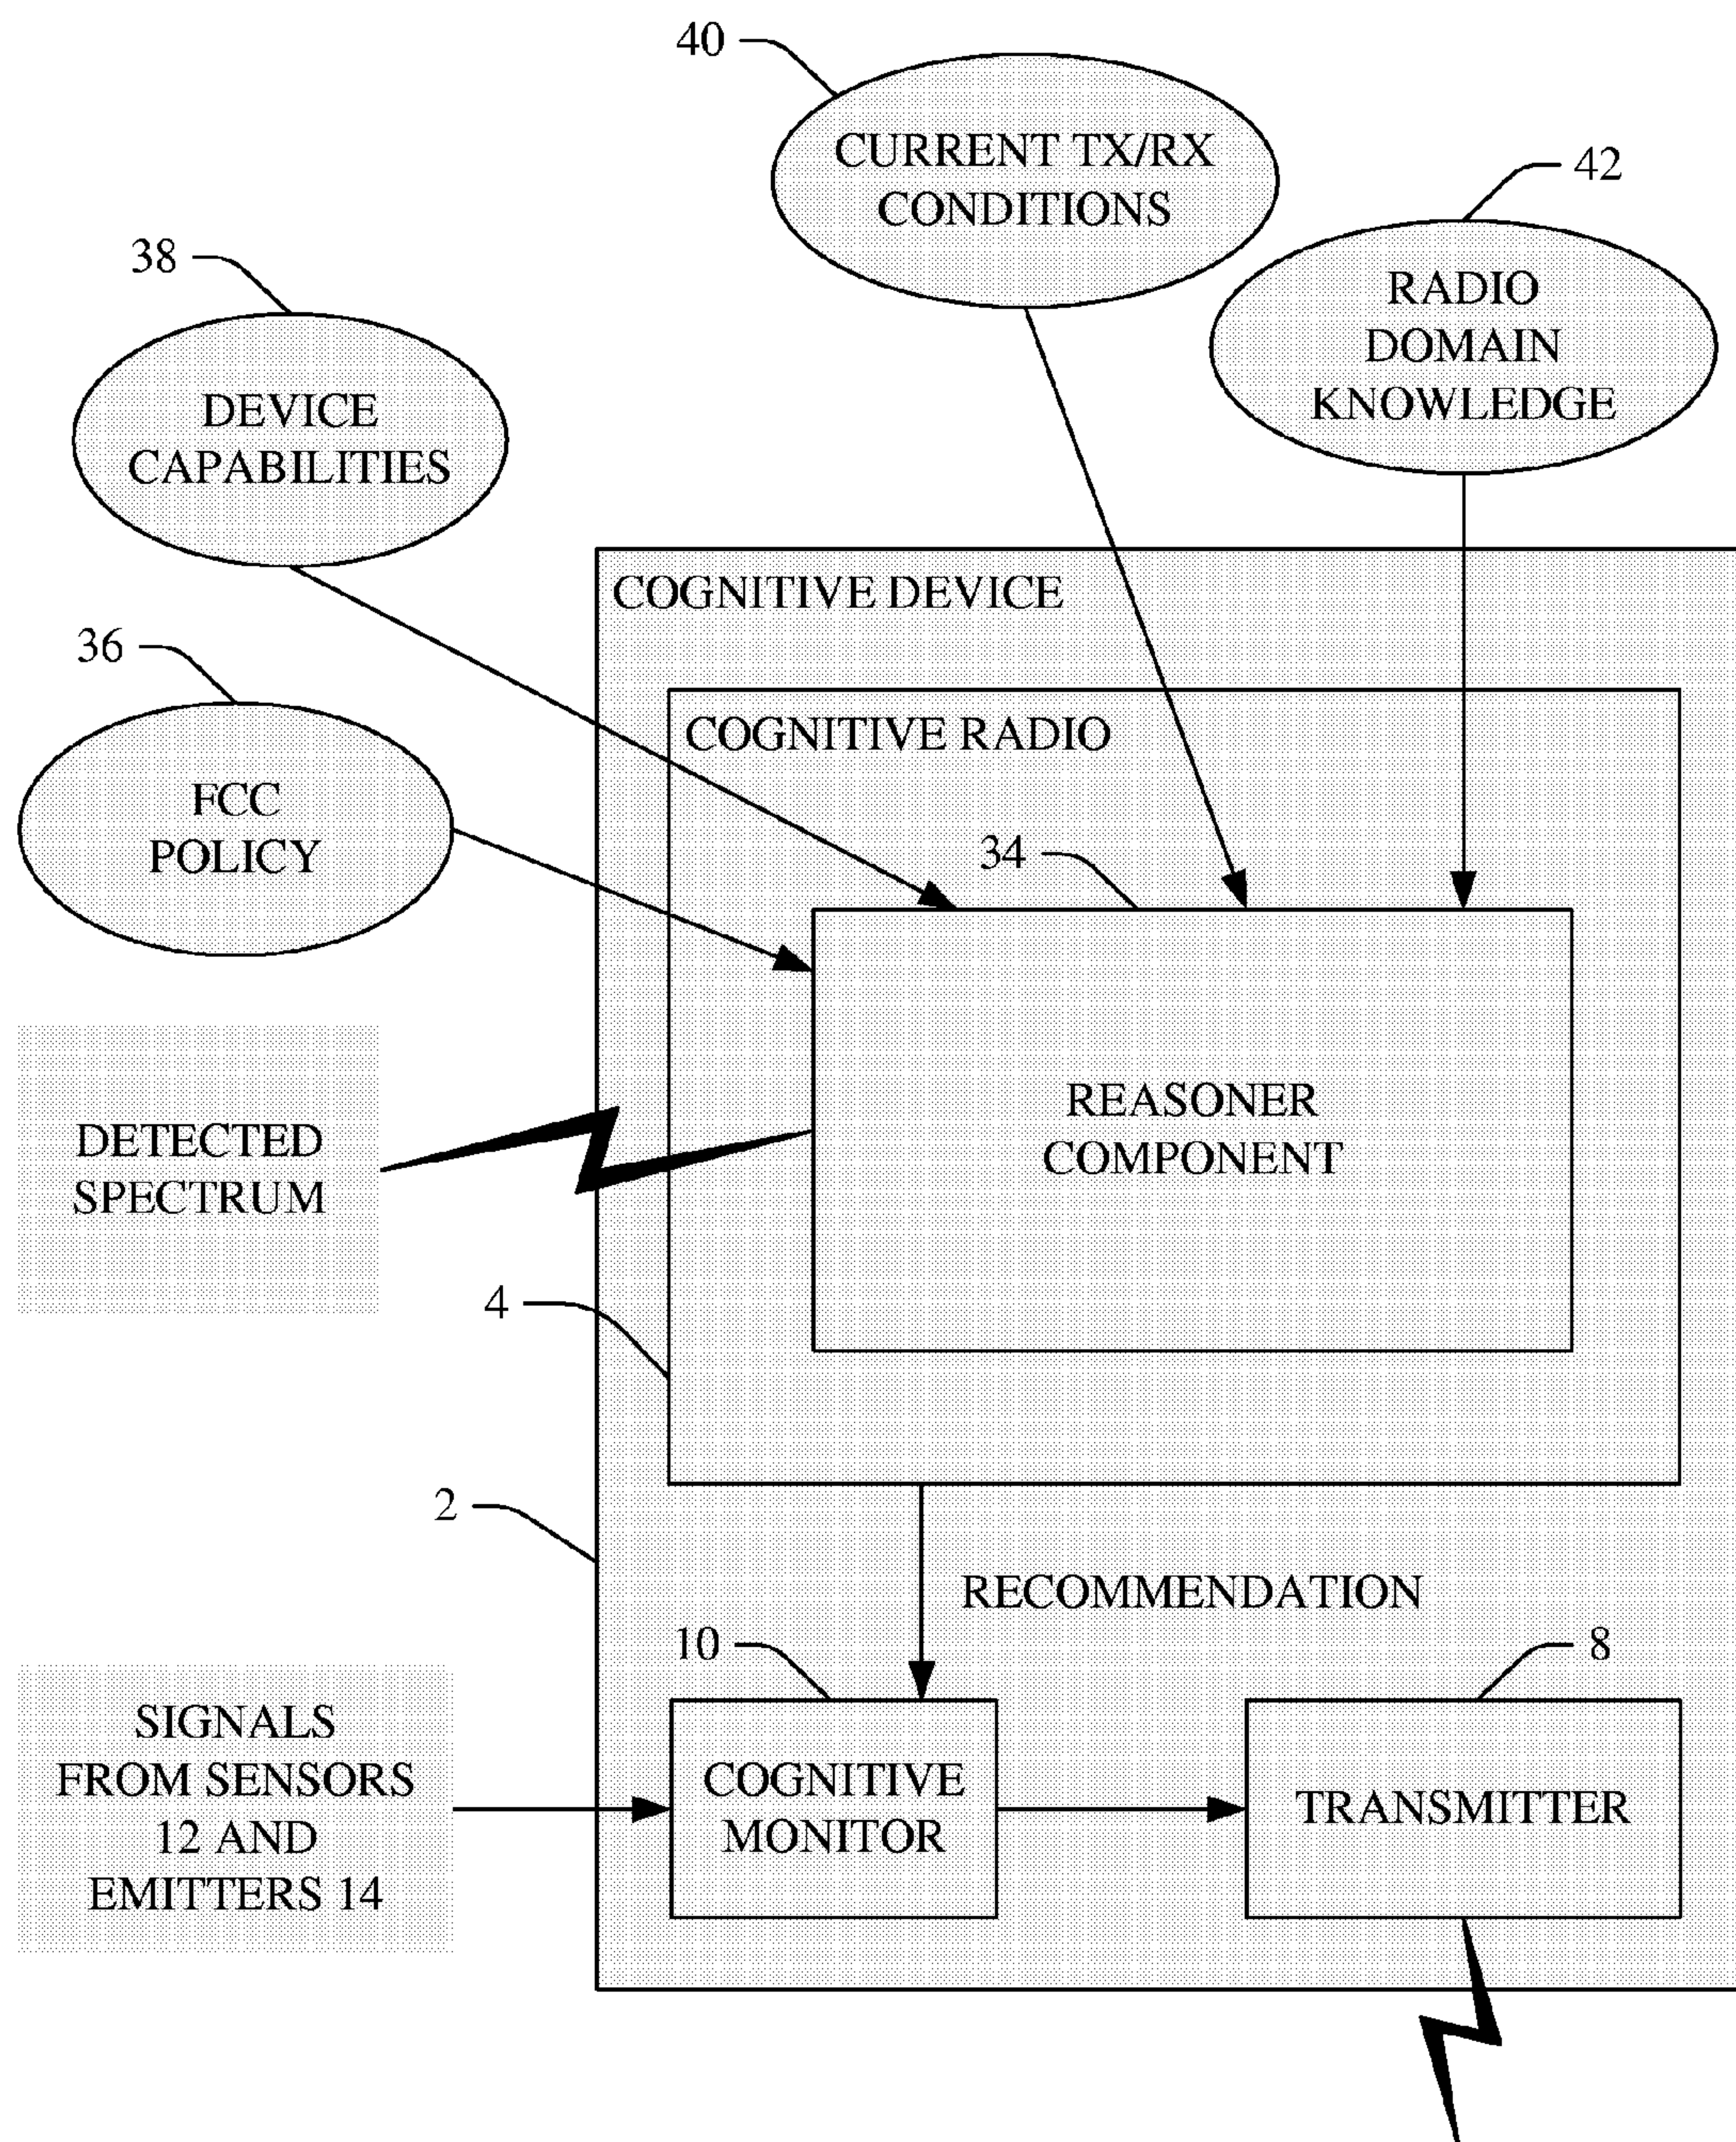 40
CURRENT TX/RX
CONDITIONS
42
RADIO
DOMAIN
KNOWLEDGE
38
DEVICE
CAPABILITIES
COGNITIVE DEVICE
36
FCC
POLICY
COGNITIVE RADIO
34
REASONER
COMPONENT
DETECTED
SPECTRUM
4
2
RECOMMENDATION
10
8
SIGNALS
FROM SENSORS
12 AND
EMITTERS 14
COGNITIVE
MONITOR
TRANSMITTER